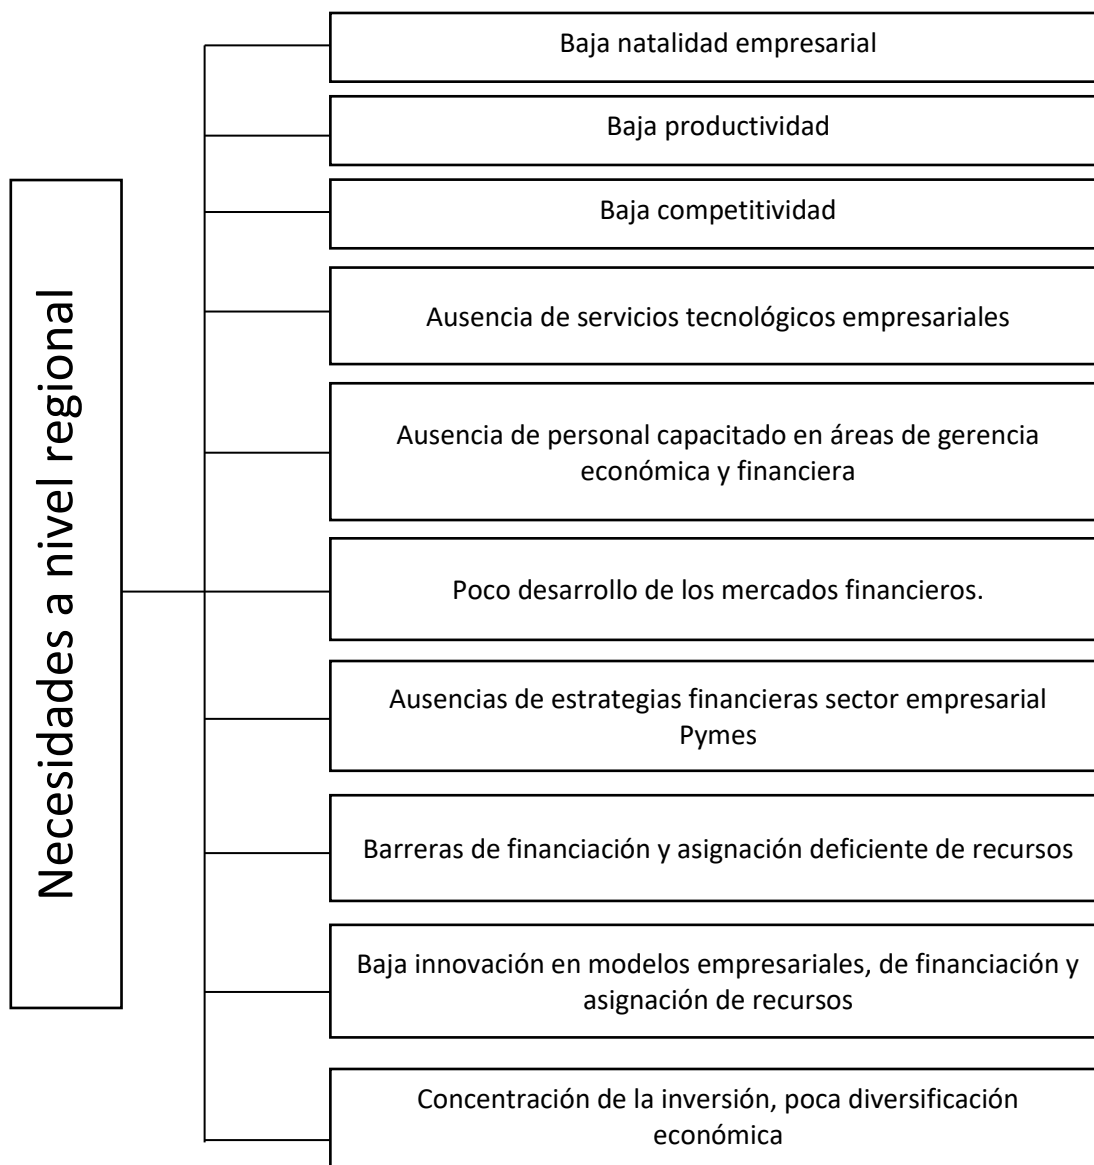 Necesidades a nivel regional
Baja natalidad empresarial
Baja productividad
Baja competitividad
Ausencia de servicios tecnológicos empresariales
Ausencia de personal capacitado en áreas de gerencia
económica y financiera
Poco desarrollo de los mercados financieros.
Ausencias de estrategias financieras sector empresarial
Pymes
Barreras de financiación y asignación deficiente de recursos
Baja innovación en modelos empresariales, de financiación y
asignación de recursos
Concentración de la inversión, poca diversificación
económica